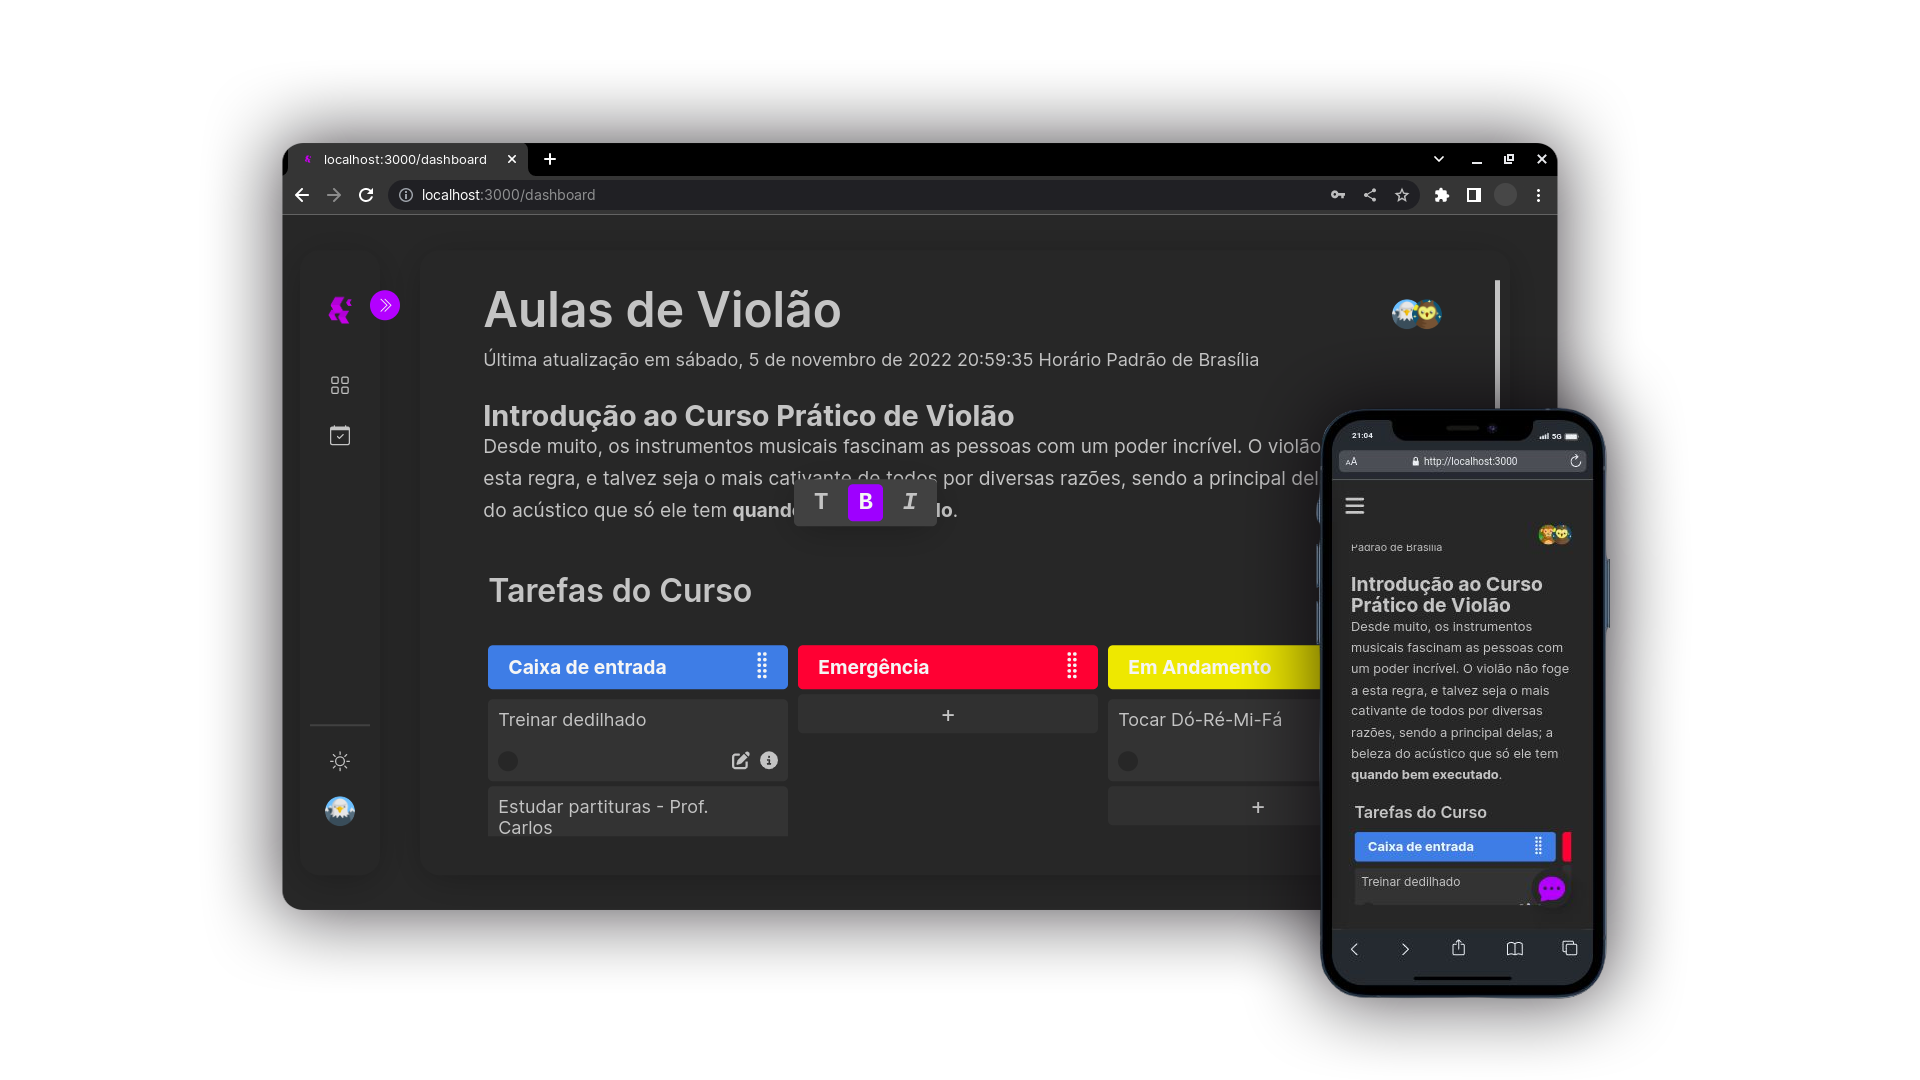 localhost:3000/dashboard
localhost:3000/dashboard
Aulas de Violão
Última atualização em sábado, 5 de novembro de 2022 20:59:35 Horário Padrão de Brasília
Introdução ao Curso Prático de Violão
Desde muito, os instrumentos musicais fascinam as pessoas com um poder incrível. O violão
esta regra, e talvez seja o mais cativante de todos por diversas razões, sendo a principal del
do acústico que só ele tem quando lo.
T B I
Tarefas do Curso
Caixa de entrada
Emergência
Em Andamento
Treinar dedilhado
+
Tocar Dó-Ré-Mi-Fá
Estudar partituras - Prof.
Carlos
+
21:04
5G
AA
http://localhost:3000
Padrão de Brasília
Introdução ao Curso
Prático de Violão
Desde muito, os instrumentos
musicais fascinam as pessoas com
um poder incrível. O violão não foge
a esta regra, e talvez seja o mais
cativante de todos por diversas
razões, sendo a principal delas; a
beleza do acústico que só ele tem
quando bem executado.
Tarefas do Curso
Caixa de entrada
Treinar dedilhado